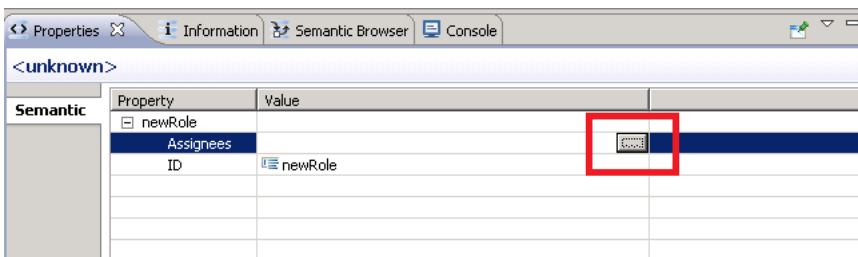 Properties Information Semantic Browser Console
<unknown>
Semantic
Property Value
newRole
Assignees ...
ID newRole